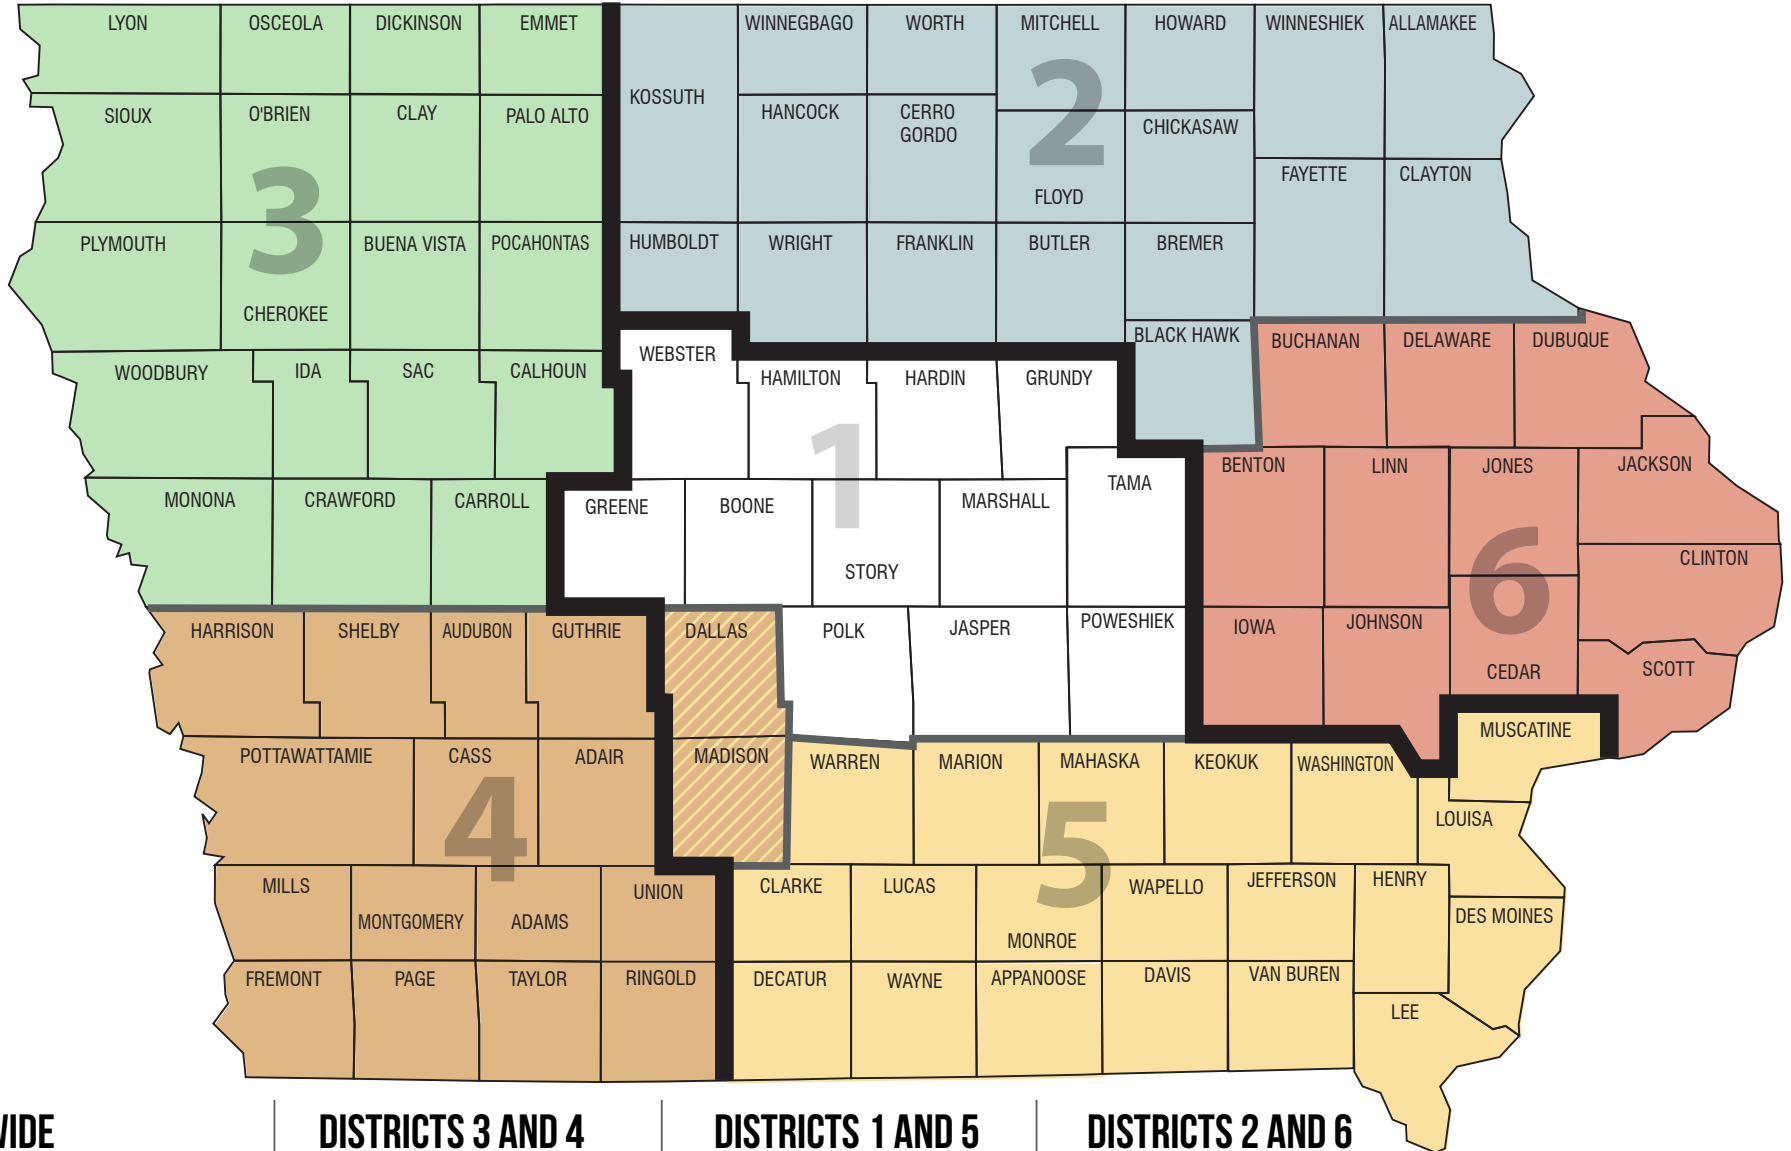 LYON OSCEOLA DICKINSON EMMET WINNEGBAGO WORTH MITCHELL HOWARD WINNESHIEK ALLAMAKEE
KOSSUTH
2
SIOUX O'BRIEN CLAY PALO ALTO HANCOCK CERRO
GORDO
CHICKASAW
FAYETTE CLAYTON
FLOYD
3
PLYMOUTH BUENA VISTA POCAHONTAS HUMBOLDT WRIGHT FRANKLIN BUTLER BREMER
CHEROKEE
BLACK HAWK BUCHANAN DELAWARE DUBUQUE
WEBSTER
WOODBURY IDA SAC CALHOUN HAMILTON HARDIN GRUNDY
1
BENTON LINN JONES JACKSON
TAMA
MONONA CRAWFORD CARROLL GREENE BOONE MARSHALL
STORY
6
CLINTON
HARRISON SHELBY AUDUBON GUTHRIE DALLAS POLK JASPER POWESHIEK IOWA JOHNSON
CEDAR SCOTT
MUSCATINE
POTTAWATTAMIE CASS ADAIR MADISON WARREN MARION MAHASKA KEOKUK WASHINGTON
LOUISA
4
5
MILLS UNION CLARKE LUCAS WAPELLO JEFFERSON HENRY
MONTGOMERY ADAMS MONROE DES MOINES
FREMONT PAGE TAYLOR RINGOLD DECATUR WAYNE APPANOOSE DAVIS VAN BUREN
LEE
DISTRICTS 3 AND 4 DISTRICTS 1 AND 5 DISTRICTS 2 AND 6